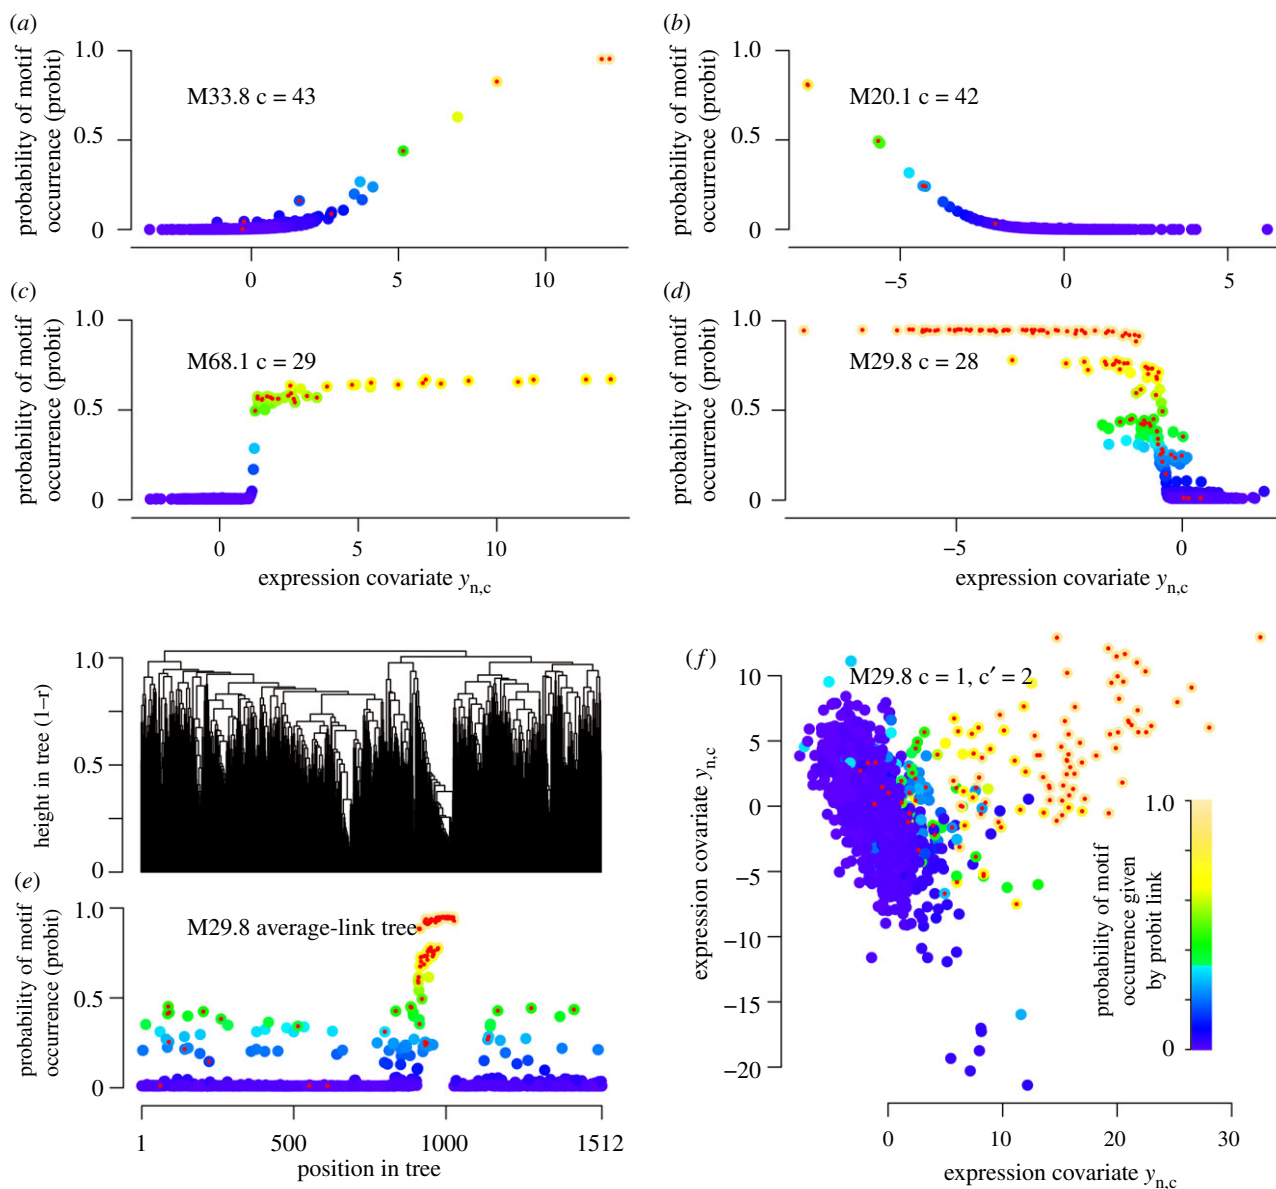 (a)
probability of motif
occurrence (probit)
1.0
0.5
0
M33.8 c = 43
0
5
10
(b)
probability of motif
occurrence (probit)
1.0
0.5
0
M20.1 c = 42
−5
0
5
(c)
probability of motif
occurrence (probit)
1.0
0.5
0
M68.1 c = 29
0
5
10
expression covariate yn,c
(d)
probability of motif
occurrence (probit)
1.0
0.5
0
M29.8 c = 28
−5
0
expression covariate yn,c
height in tree (1–r)
1.0
0.5
0
(e)
probability of motif
occurrence (probit)
1.0
0.5
0
M29.8 average-link tree
1
500
1000
1512
position in tree
(f)
expression covariate yn,c
10
5
0
−5
−10
−15
−20
M29.8 c = 1, c′ = 2
probability of motif
occurrence given
by probit link
1.0
0
0
10
20
30
expression covariate yn,c